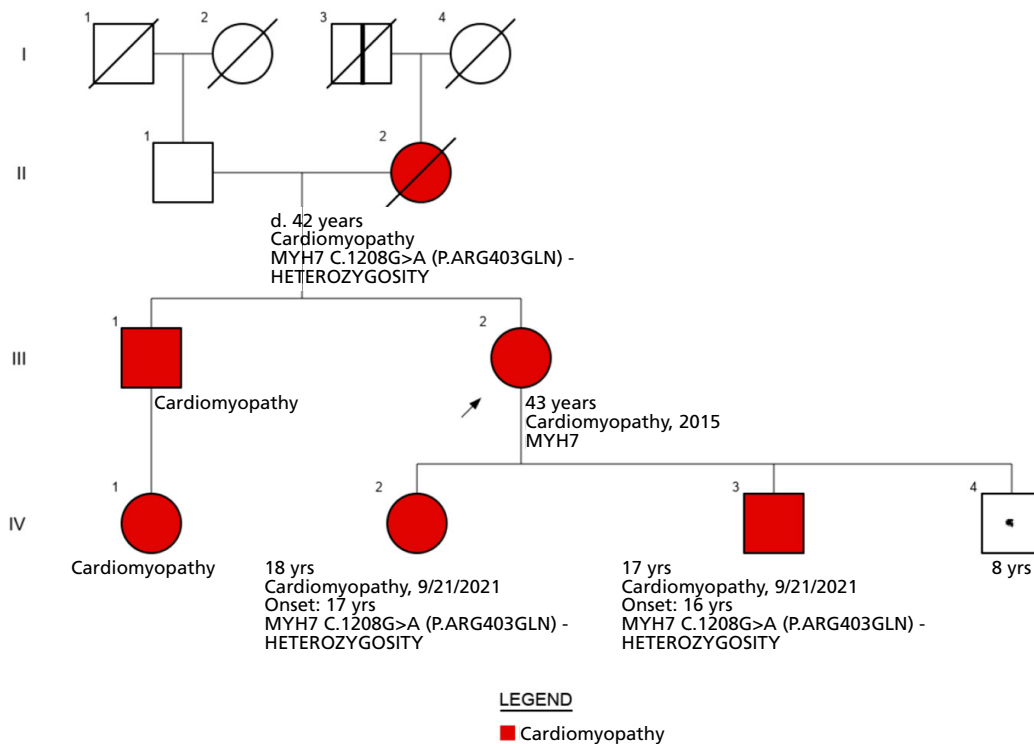 1
2
3
4
I
1
2
II
d. 42 years
Cardiomyopathy
MYH7 C.1208G>A (P.ARG403GLN) -
HETEROZYGOSITY
1
2
III
Cardiomyopathy
43 years
Cardiomyopathy, 2015
MYH7
1
2
3
4
IV
Cardiomyopathy
18 yrs
Cardiomyopathy, 9/21/2021
Onset: 17 yrs
MYH7 C.1208G>A (P.ARG403GLN) -
HETEROZYGOSITY
17 yrs
Cardiomyopathy, 9/21/2021
Onset: 16 yrs
MYH7 C.1208G>A (P.ARG403GLN) -
HETEROZYGOSITY
8 yrs
LEGEND
Cardiomyopathy